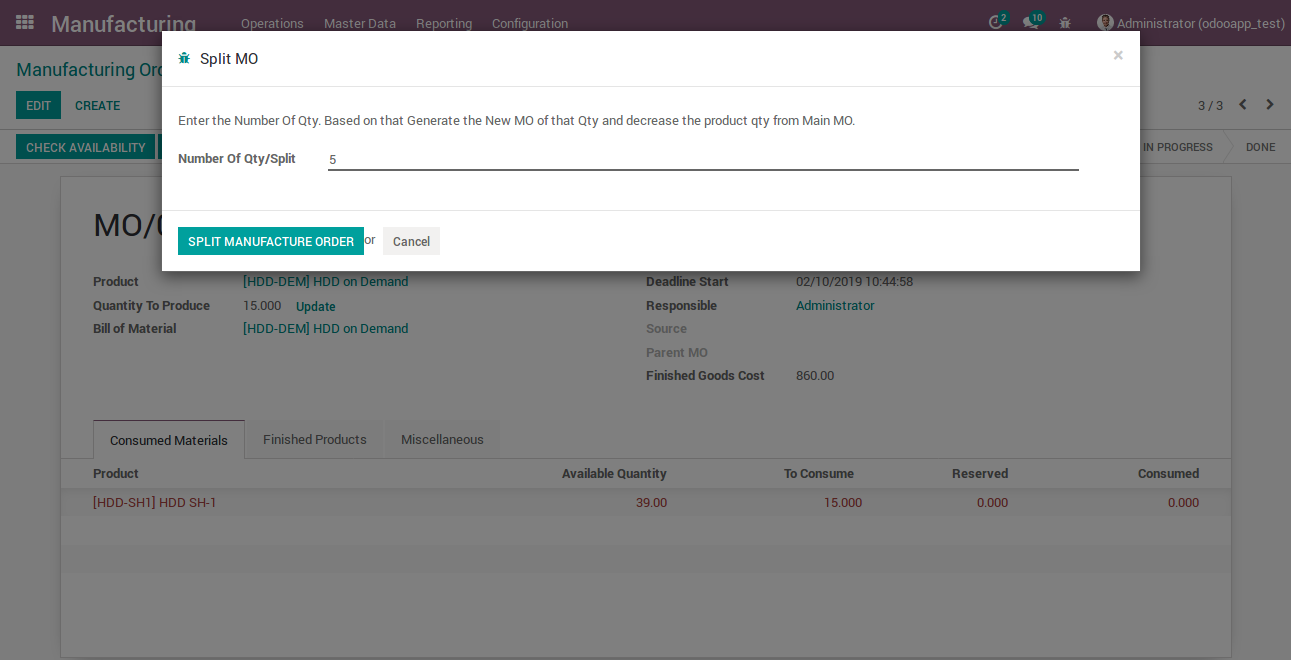 Manufacturing Operations Master Data Reporting Configuration 2 10 Administrator (odooapp_test)
Split MO ×
Manufacturing Orc
EDIT CREATE 3 / 3
Enter the Number Of Qty. Based on that Generate the New MO of that Qty and decrease the product qty from Main MO.
CHECK AVAILABILITY IN PROGRESS DONE
Number Of Qty/Split 5
MO/0
SPLIT MANUFACTURE ORDER or Cancel
Product [HDD-DEM] HDD on Demand Deadline Start 02/10/2019 10:44:58
Quantity To Produce 15.000 Update Responsible Administrator
Bill of Material [HDD-DEM] HDD on Demand Source
Parent MO
Finished Goods Cost 860.00
Consumed Materials Finished Products Miscellaneous
Product Available Quantity To Consume Reserved Consumed
[HDD-SH1] HDD SH-1 39.00 15.000 0.000 0.000